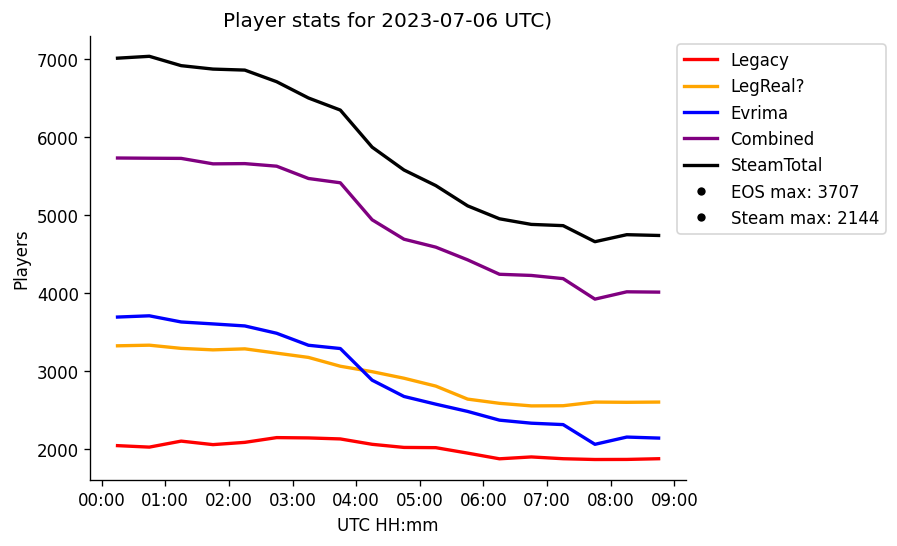 Player stats for 2023-07-06 UTC)
Legacy
LegReal?
Evrima
Combined
SteamTotal
EOS max: 3707
Steam max: 2144
Players
7000
6000
5000
4000
3000
2000
00:00 01:00 02:00 03:00 04:00 05:00 06:00 07:00 08:00 09:00
UTC HH:mm